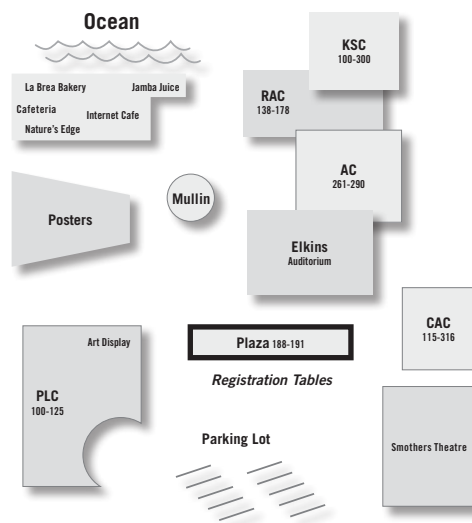 Ocean
KSC
100-300
La Brea Bakery
Jamba Juice
RAC
138-178
Cafeteria
Internet Cafe
Nature's Edge
AC
261-290
Mullin
Posters
Elkins
Auditorium
CAC
115-316
Art Display
Plaza 188-191
Registration Tables
PLC
100-125
Parking Lot
Smothers Theatre